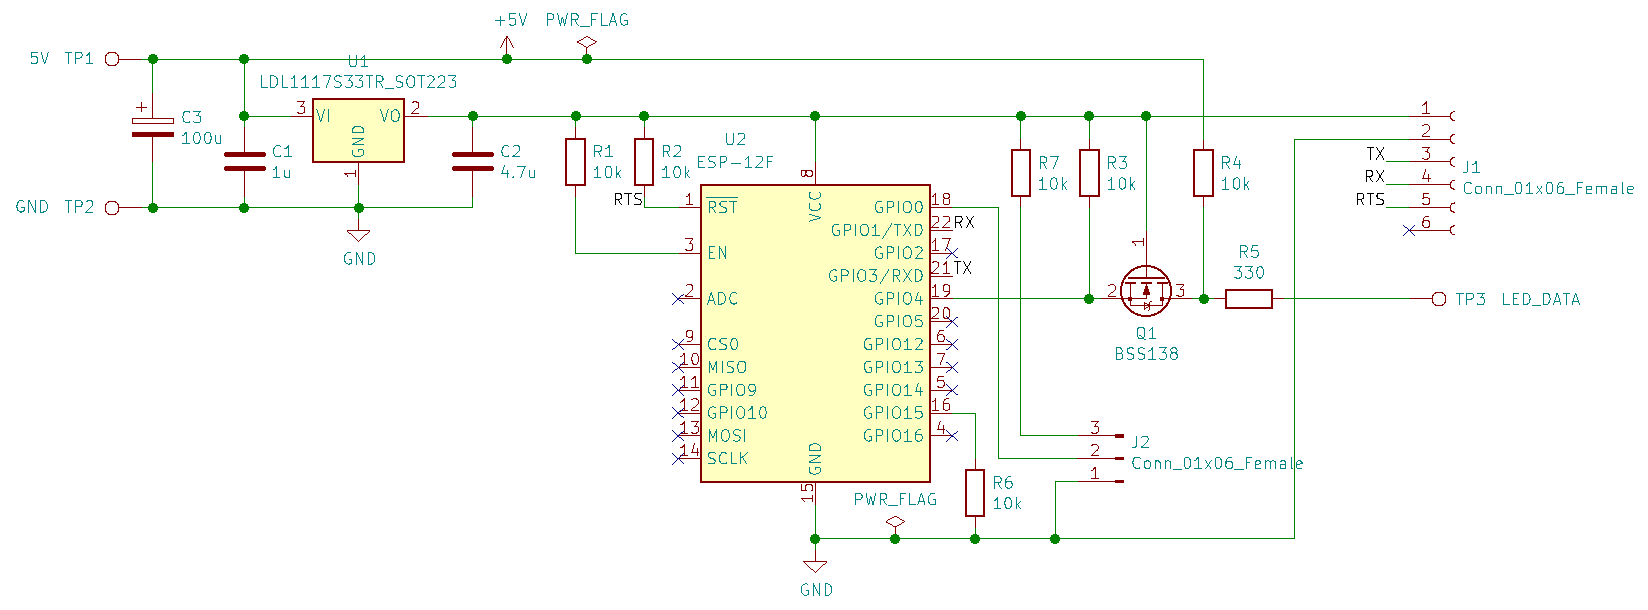 +5V PWR_FLAG
5V TP1
U1
LDL1117S33TR_SOT223
+
C3
100u
3 VI VO 2
GND
1
C1
1u
C2
4.7u
GND TP2
GND
R1
10k
R2
10k
RTS
U2
ESP-12F
8
VCC
1 RST
3 EN
2 ADC
9 CS0
10 MISO
11 GPIO9
12 GPIO10
13 MOSI
14 SCLK
GPIO0 18
GPIO1/TXD 22 RX
GPIO2 17
GPIO3/RXD 21 TX
GPIO4 19
GPIO5 20
GPIO12 6
GPIO13 7
GPIO14 5
GPIO15 16
GPIO16 4
GND
15
PWR_FLAG
GND
R6
10k
R7
10k
R3
10k
R4
10k
1
2 3
Q1
BSS138
R5
330
TP3 LED_DATA
1
2
TX 3
RX 4
RTS 5
6
J1
Conn_01x06_Female
3
2
1
J2
Conn_01x06_Female